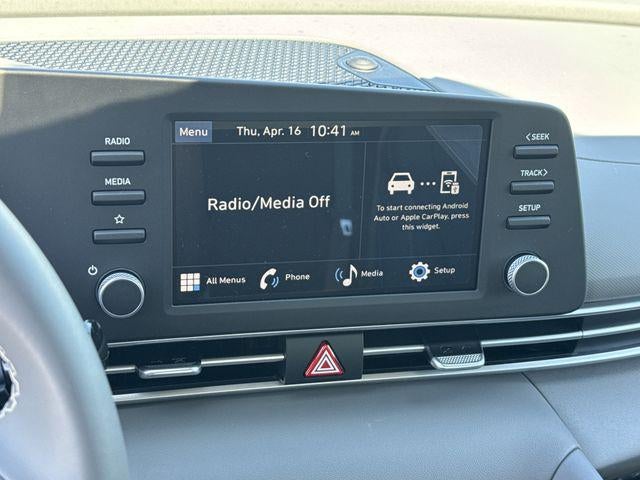 RADIO
MEDIA
Menu
Thu, Apr. 16 10:41 AM
Radio/Media Off
To start connecting Android
Auto or Apple CarPlay, press
this widget.
All Menus
Phone
Media
Setup
< SEEK
TRACK >
SETUP